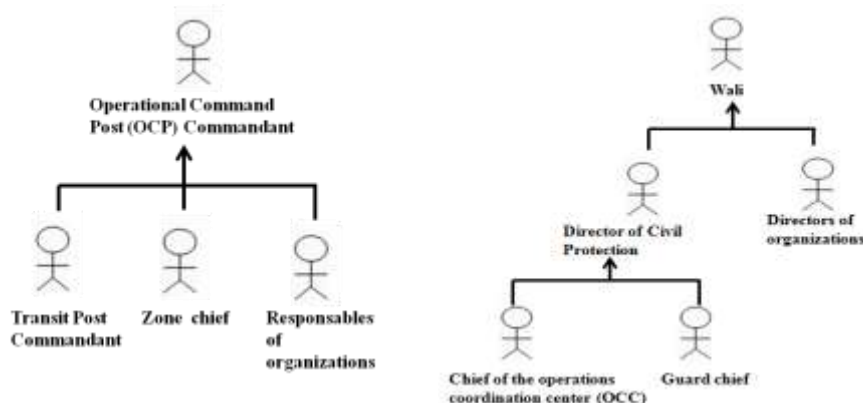 Operational Command
Post (OCP) Commandant
Transit Post
Commandant
Zone chief
Responsables
of
organizations
Wali
Director of Civil
Protection
Directors of
organizations
Chief of the operations
coordination center (OCC)
Guard chief